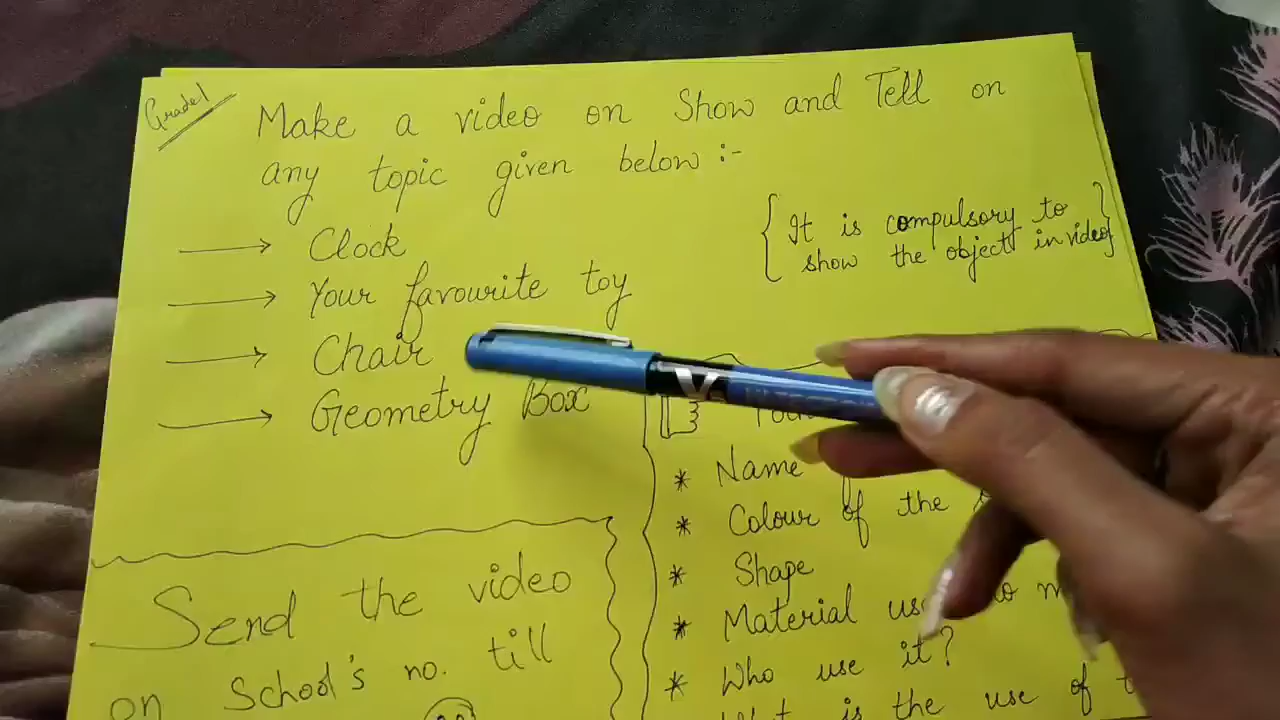 Grade 1
Make a video on Show and Tell on
any topic given below :-
{ It is compulsory to
show the object in video }
→ Clock
→ Your favourite toy
→ Chair
→ Geometry Box
* Name
* Colour of the
* Shape
* Material
* Who use it?
is the use of
Send the video
on School's no. till